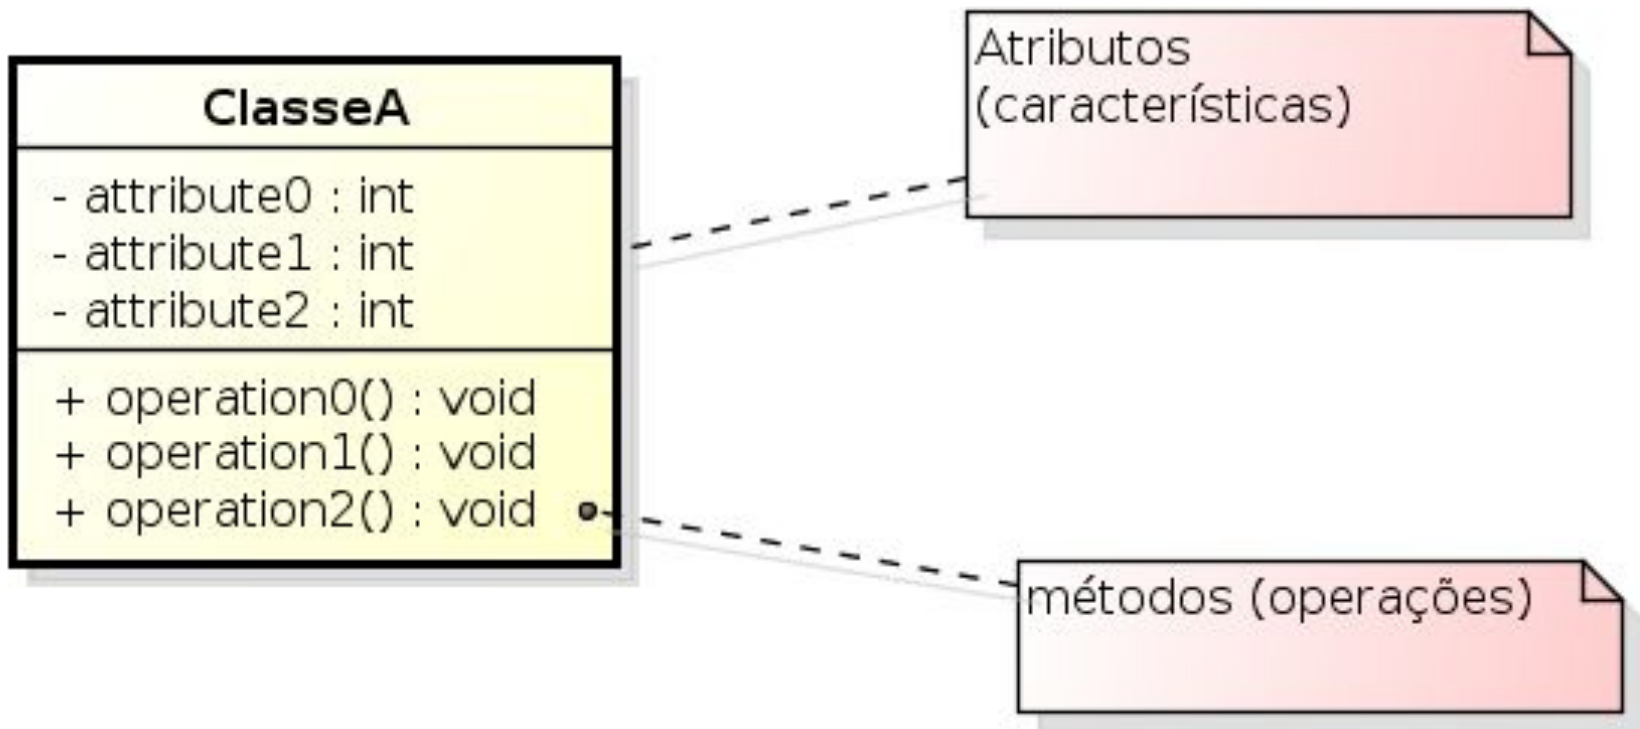 ClasseA
- attribute0 : int
- attribute1 : int
- attribute2 : int
+ operation0() : void
+ operation1() : void
+ operation2() : void
Atributos
(características)
métodos (operações)